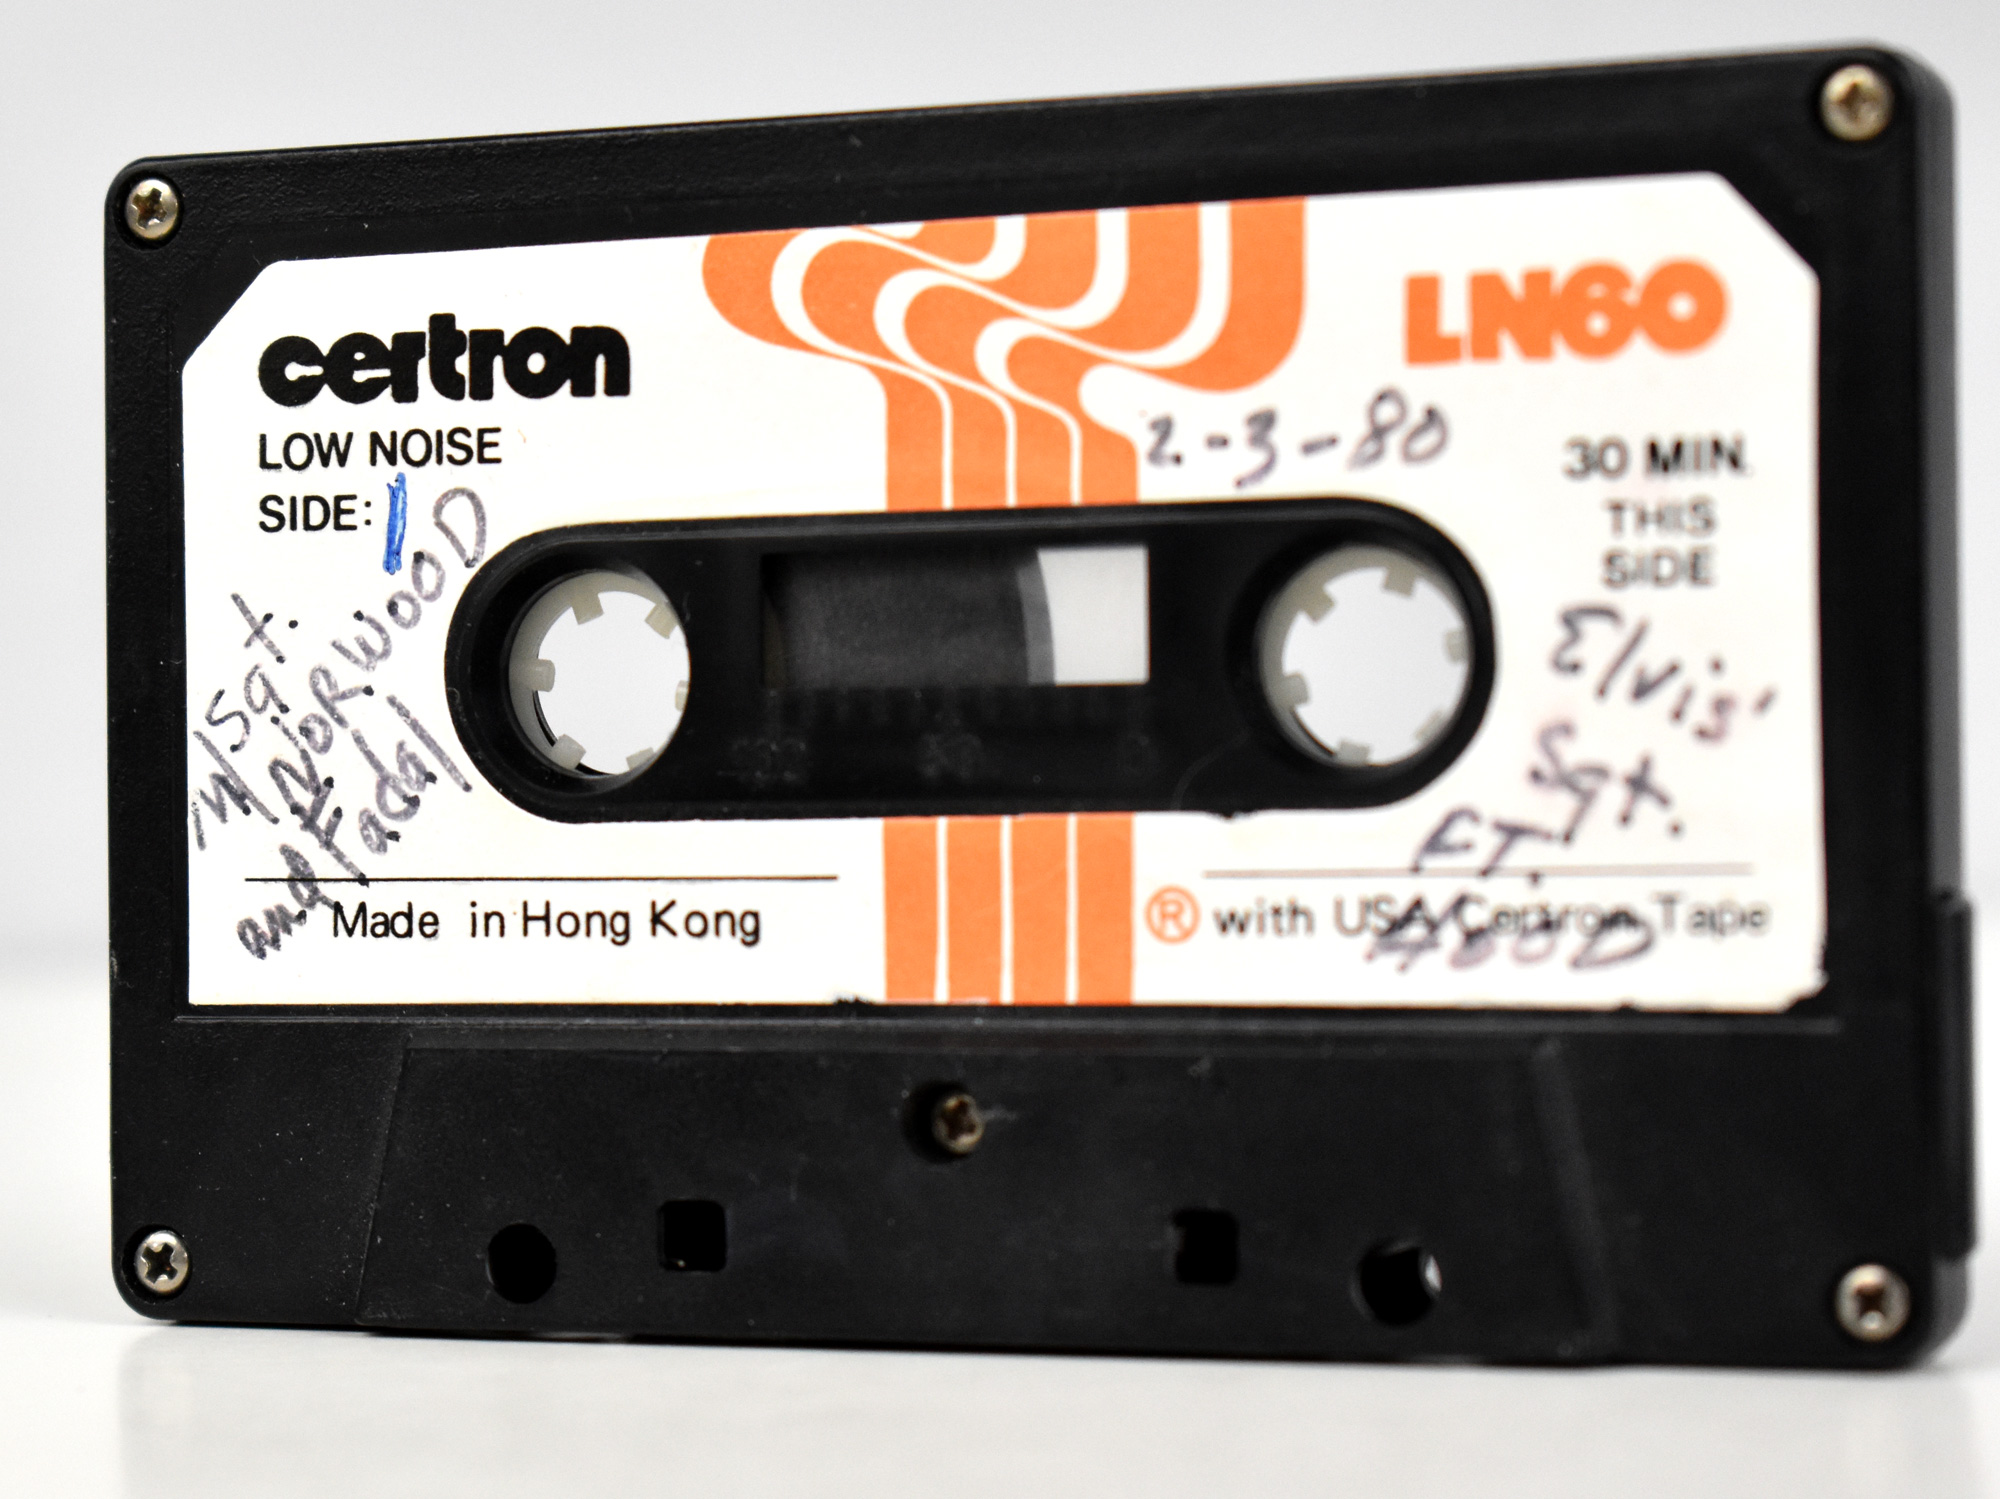 certron
LN60
LOW NOISE
SIDE: 1
2-3-80
30 MIN.
THIS
SIDE
M/Sgt.
NORWOOD
and Fadal
Elvis'
Sgt.
FT.
HOOD
Made in Hong Kong
® with USA Certron Tape